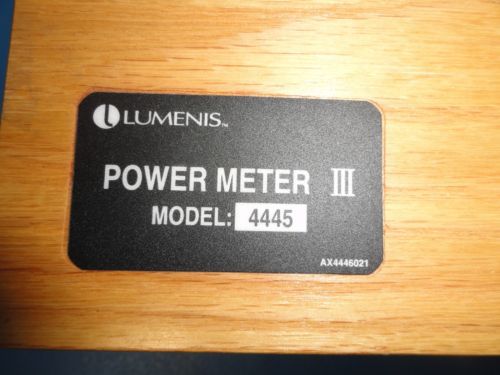 LUMENIS™
POWER METER III
MODEL: 4445
AX4446021